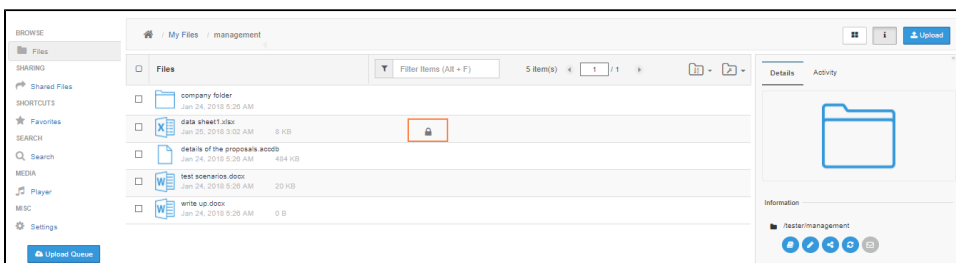 BROWSE
Files
SHARING
Shared Files
SHORTCUTS
Favorites
SEARCH
Search
MEDIA
Player
MISC
Settings
Upload Queue
/ My Files / management
i Upload
Files
Filter Items (Alt + F)
5 item(s) 1 / 1
company folder
Jan 24, 2018 5:26 AM
data sheet1.xlsx
Jan 25, 2018 3:02 AM 8 KB
details of the proposals.accdb
Jan 24, 2018 5:26 AM 484 KB
test scenarios.docx
Jan 24, 2018 5:26 AM 20 KB
write up.docx
Jan 24, 2018 5:26 AM 0 B
Details Activity
Information
/tester/management